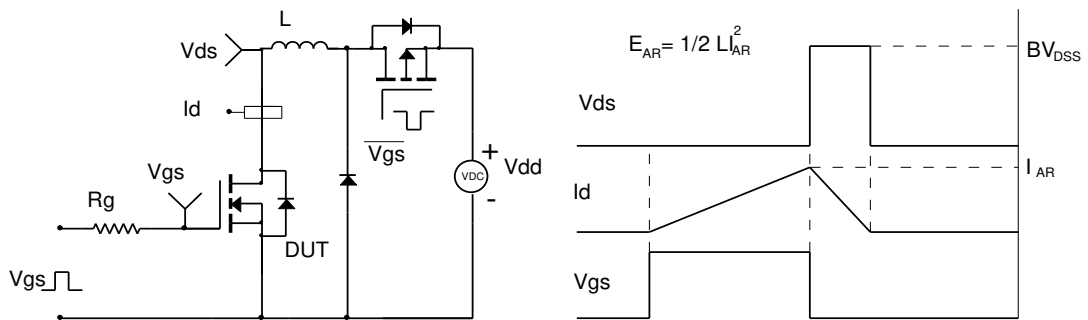 L
Vds
Id
Vgs
Rg
DUT
Vgs
Vgs
+
VDC
Vdd
-
E_AR = 1/2 LI_AR^2
BV_DSS
Vds
I_AR
Id
Vgs